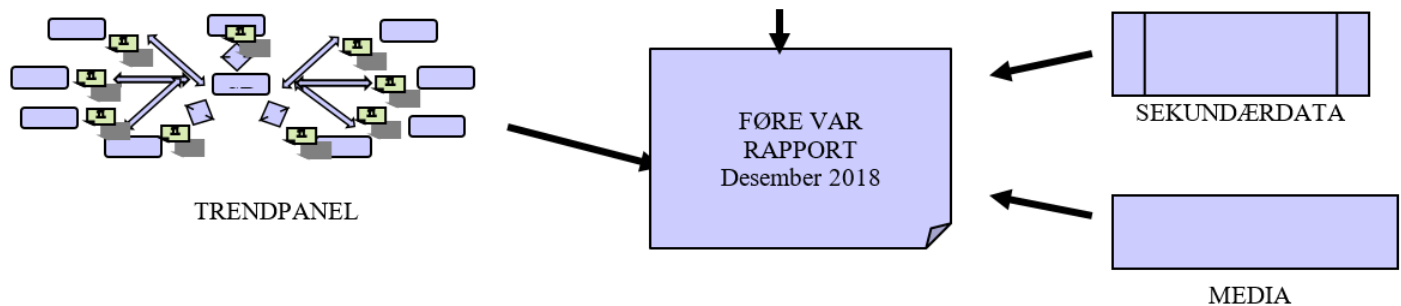 FØRE VAR
RAPPORT
Desember 2018
SEKUNDÆRDATA
TRENDPANEL
MEDIA